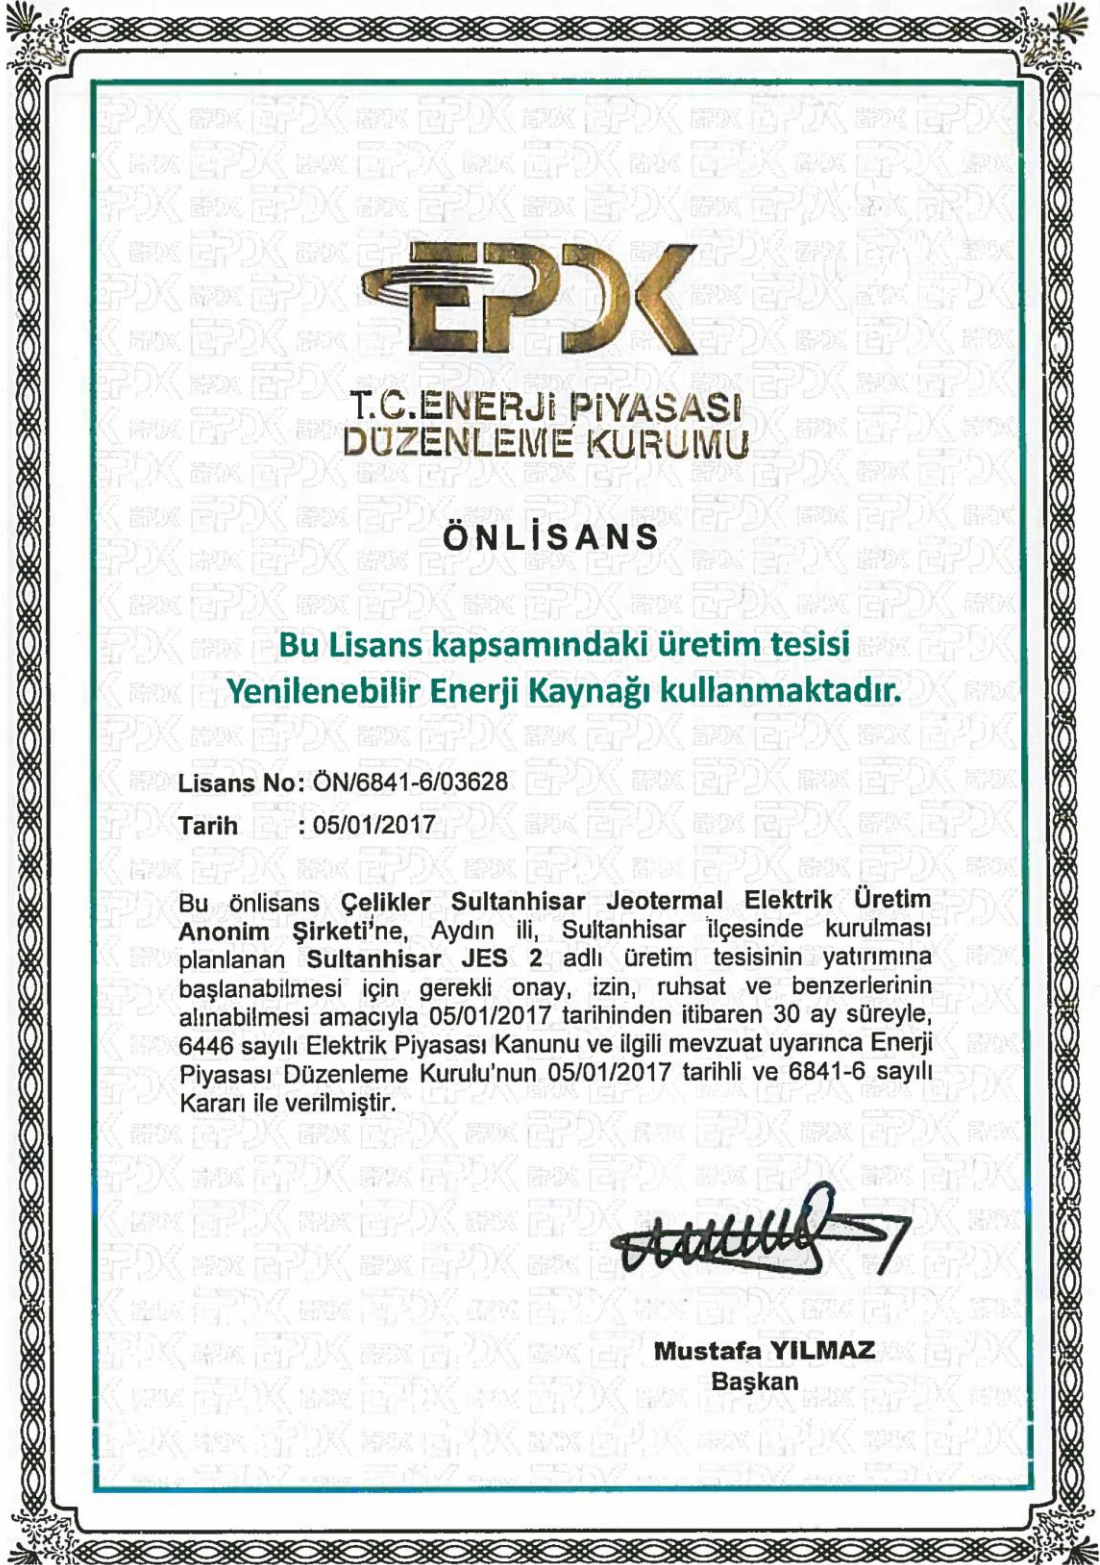 EPDK
T.C.ENERJİ PİYASASI
DÜZENLEME KURUMU
ÖNLİSANS
Bu Lisans kapsamındaki üretim tesisi
Yenilenebilir Enerji Kaynağı kullanmaktadır.
Lisans No: ÖN/6841-6/03628
Tarih : 05/01/2017
Bu önlisans Çelikler Sultanhisar Jeotermal Elektrik Üretim
Anonim Şirketi'ne, Aydın ili, Sultanhisar ilçesinde kurulması
planlanan Sultanhisar JES 2 adlı üretim tesisinin yatırımına
başlanabilmesi için gerekli onay, izin, ruhsat ve benzerlerinin
alınabilmesi amacıyla 05/01/2017 tarihinden itibaren 30 ay süreyle,
6446 sayılı Elektrik Piyasası Kanunu ve ilgili mevzuat uyarınca Enerji
Piyasası Düzenleme Kurulu'nun 05/01/2017 tarihli ve 6841-6 sayılı
Kararı ile verilmiştir.
Mustafa YILMAZ
Başkan